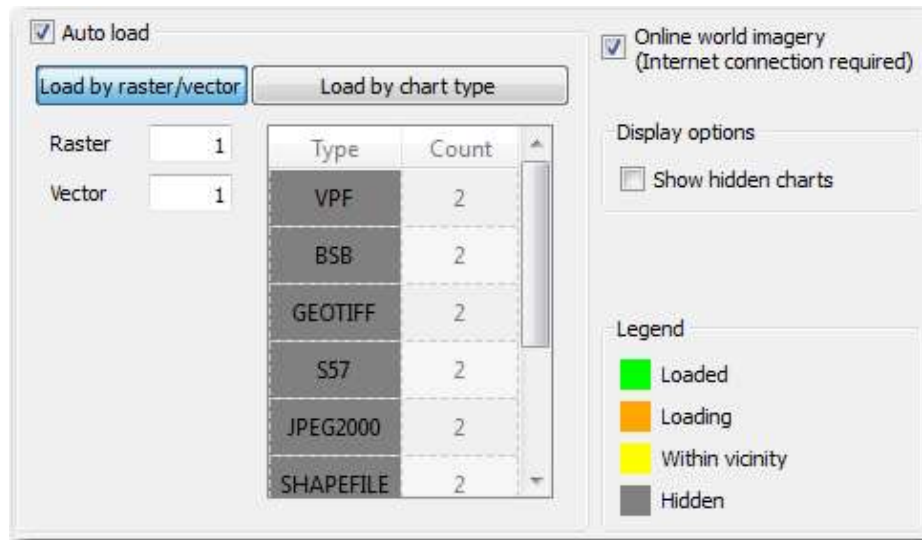 Auto load
Load by raster/vector
Load by chart type
Raster 1
Vector 1
Type Count
VPF 2
BSB 2
GEOTIFF 2
S57 2
JPEG2000 2
SHAPEFILE 2
Online world imagery
(Internet connection required)
Display options
Show hidden charts
Legend
Loaded
Loading
Within vicinity
Hidden